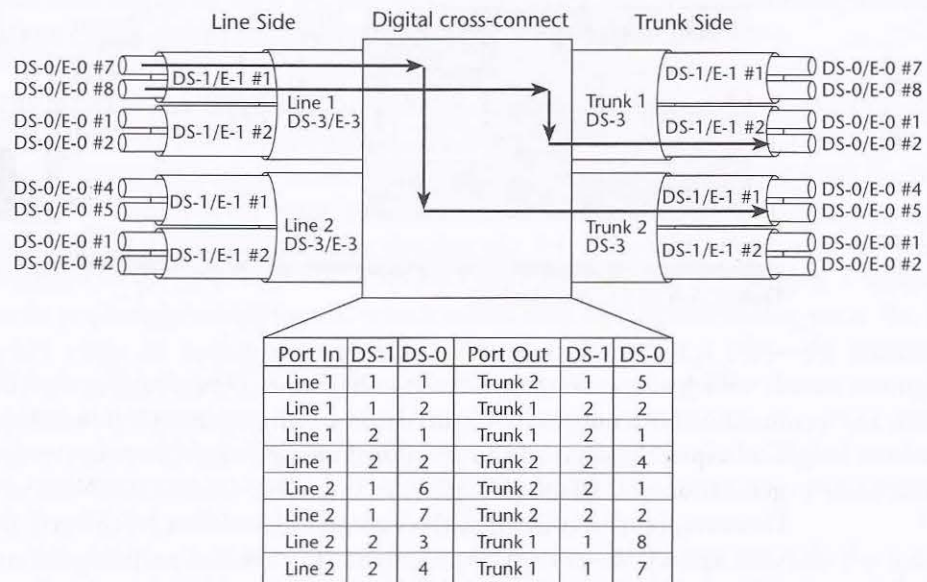 Line Side Digital cross-connect Trunk Side
DS-0/E-0 #7
DS-0/E-0 #8
DS-0/E-0 #1
DS-0/E-0 #2
DS-1/E-1 #1
DS-1/E-1 #2
Line 1
DS-3/E-3
DS-0/E-0 #4
DS-0/E-0 #5
DS-0/E-0 #1
DS-0/E-0 #2
DS-1/E-1 #1
DS-1/E-1 #2
Line 2
DS-3/E-3
Trunk 1
DS-3
DS-1/E-1 #1
DS-1/E-1 #2
DS-0/E-0 #7
DS-0/E-0 #8
DS-0/E-0 #1
DS-0/E-0 #2
Trunk 2
DS-3
DS-1/E-1 #1
DS-1/E-1 #2
DS-0/E-0 #4
DS-0/E-0 #5
DS-0/E-0 #1
DS-0/E-0 #2
Port In DS-1 DS-0 Port Out DS-1 DS-0
Line 1 1 1 Trunk 2 1 5
Line 1 1 2 Trunk 1 2 2
Line 1 2 1 Trunk 1 2 1
Line 1 2 2 Trunk 2 2 4
Line 2 1 6 Trunk 2 2 1
Line 2 1 7 Trunk 2 2 2
Line 2 2 3 Trunk 1 1 8
Line 2 2 4 Trunk 1 1 7